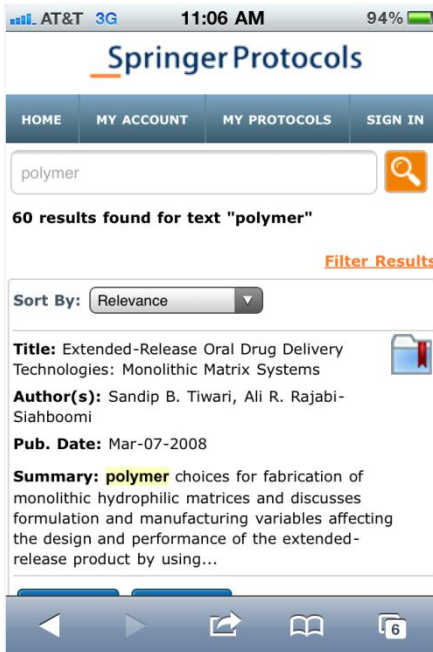 AT&T 3G 11:06 AM 94%
SpringerProtocols
HOME MY ACCOUNT MY PROTOCOLS SIGN IN
polymer
60 results found for text "polymer"
Filter Results
Sort By: Relevance
Title: Extended-Release Oral Drug Delivery
Technologies: Monolithic Matrix Systems
Author(s): Sandip B. Tiwari, Ali R. Rajabi-
Siahboomi
Pub. Date: Mar-07-2008
Summary: polymer choices for fabrication of
monolithic hydrophilic matrices and discusses
formulation and manufacturing variables affecting
the design and performance of the extended-
release product by using...
6